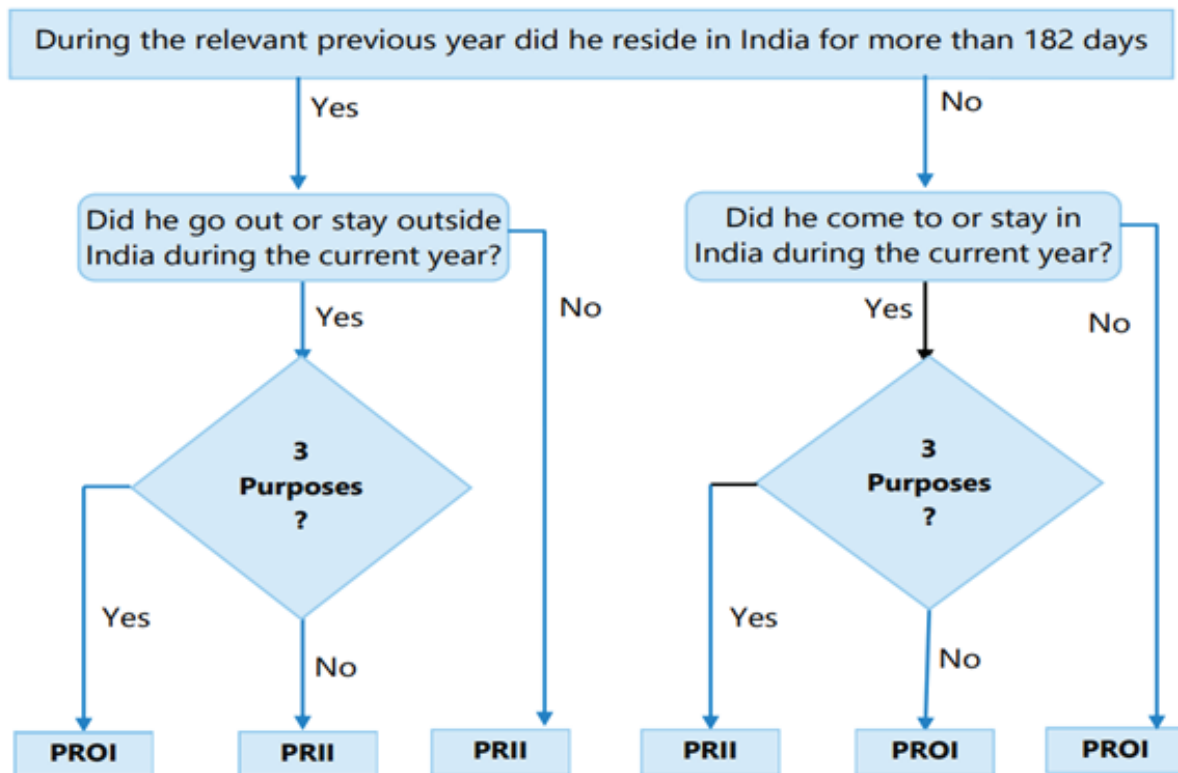 During the relevant previous year did he reside in India for more than 182 days
Yes
No
Did he go out or stay outside
India during the current year?
Did he come to or stay in
India during the current year?
Yes
No
Yes
No
3
Purposes
?
3
Purposes
?
Yes
No
Yes
No
PROI
PRII
PRII
PRII
PROI
PROI